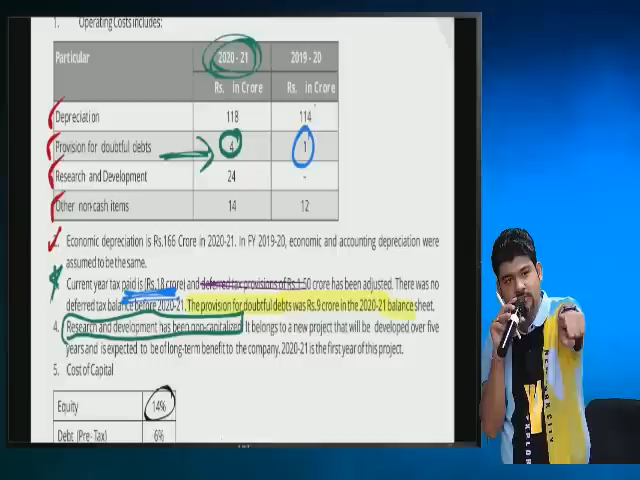 1. Operating Costs includes:
Particular 2020 - 21 2019 - 20
Rs. in Crore Rs. in Crore
Depreciation 118 114
Provision for doubtful debts 4 1
Research and Development 24 -
Other non-cash items 14 12
Economic depreciation is Rs.166 Crore in 2020-21. In FY 2019-20, economic and accounting depreciation were
assumed to be the same.
Current year tax paid is (Rs.18 crore) and deferred tax provisions of Rs.1.50 crore has been adjusted. There was no
deferred tax balance before 2020-21. The provision for doubtful debts was Rs.9 crore in the 2020-21 balance sheet.
4. Research and development has been non-capitalized. It belongs to a new project that will be developed over five
years and is expected to be of long-term benefit to the company. 2020-21 is the first year of this project.
5. Cost of Capital
Equity 14%
Debt (Pre- Tax) 6%
W
EXPLOR
YORK CITY